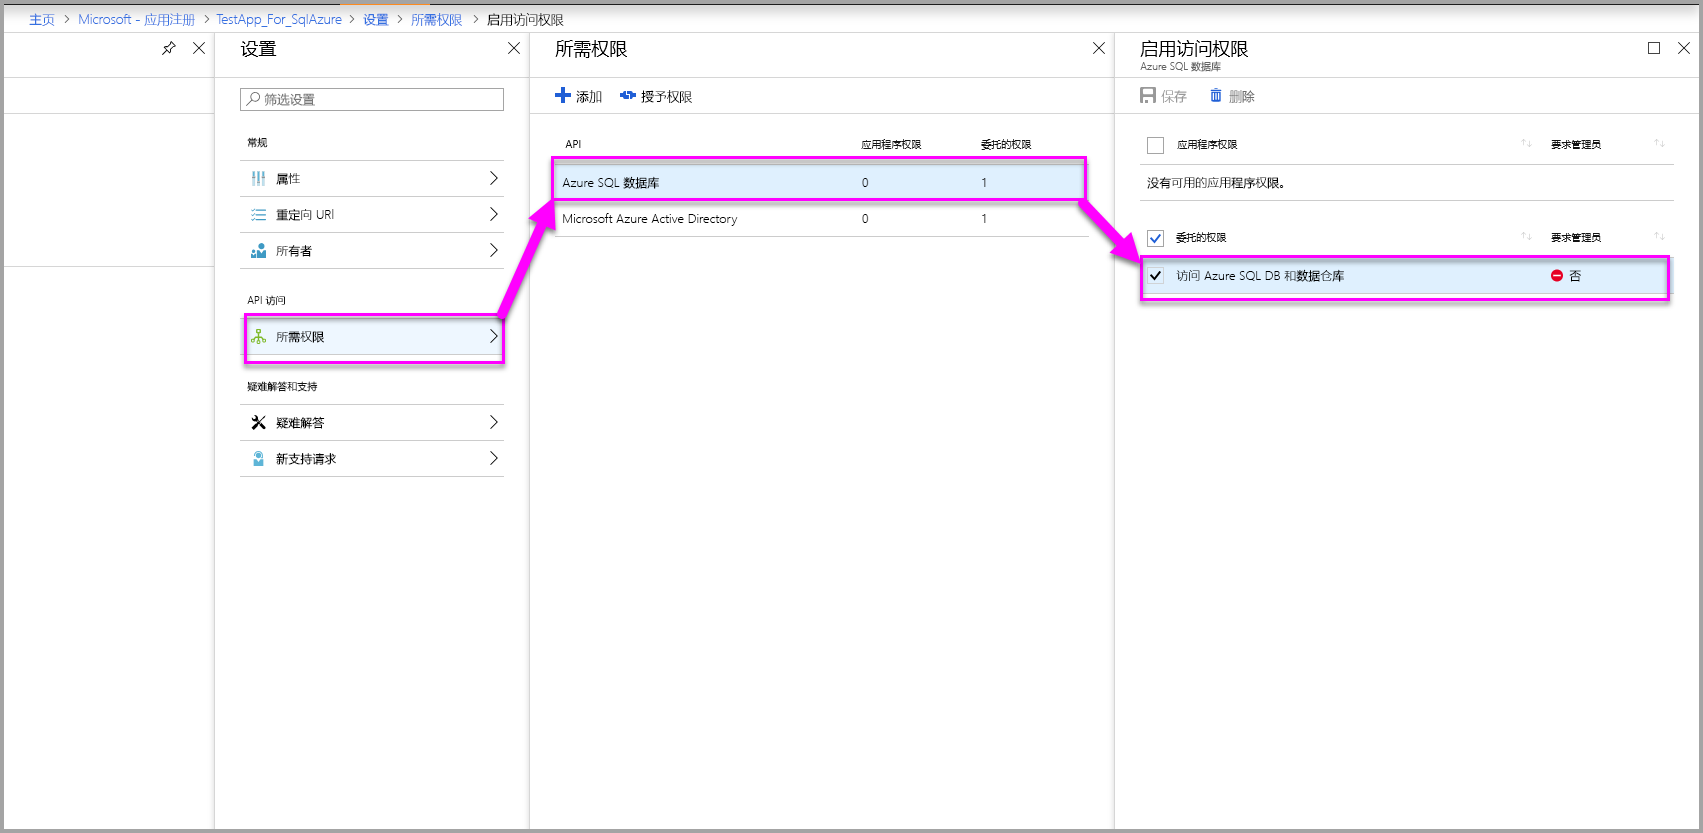 主页 > Microsoft - 应用注册 > TestApp_For_SqlAzure > 设置 > 所需权限 > 启用访问权限
设置
筛选设置
常规
属性
重定向 URI
所有者
API 访问
所需权限
疑难解答和支持
疑难解答
新支持请求
所需权限
添加 授予权限
API 应用程序权限 委托的权限
Azure SQL 数据库 0 1
Microsoft Azure Active Directory 0 1
启用访问权限
Azure SQL 数据库
保存 删除
应用程序权限 要求管理员
没有可用的应用程序权限。
委托的权限 要求管理员
访问 Azure SQL DB 和数据仓库 否